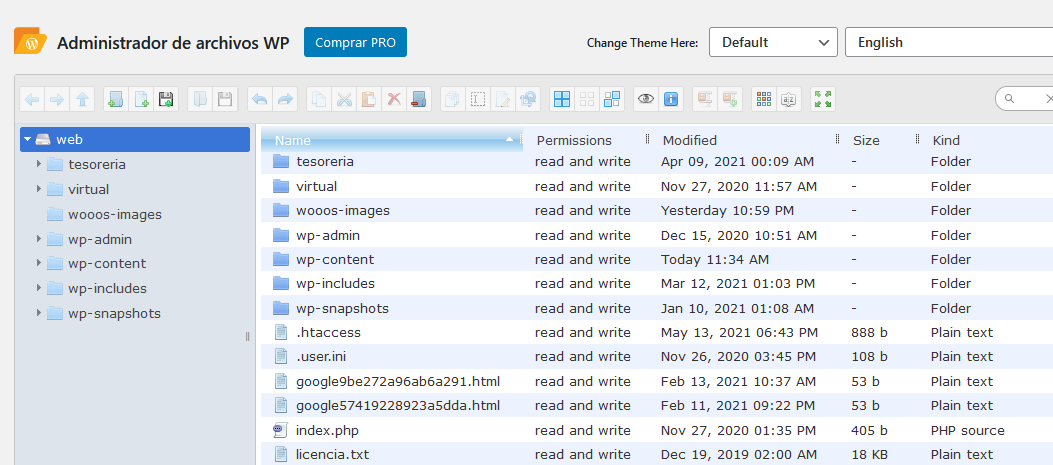 Administrador de archivos WP Comprar PRO Change Theme Here: Default English
web
tesoreria
virtual
wooos-images
wp-admin
wp-content
wp-includes
wp-snapshots
Name Permissions Modified Size Kind
tesoreria read and write Apr 09, 2021 00:09 AM - Folder
virtual read and write Nov 27, 2020 11:57 AM - Folder
wooos-images read and write Yesterday 10:59 PM - Folder
wp-admin read and write Dec 15, 2020 10:51 AM - Folder
wp-content read and write Today 11:34 AM - Folder
wp-includes read and write Mar 12, 2021 01:03 PM - Folder
wp-snapshots read and write Jan 10, 2021 01:08 AM - Folder
.htaccess read and write May 13, 2021 06:43 PM 888 b Plain text
.user.ini read and write Nov 26, 2020 03:45 PM 108 b Plain text
google9be272a96ab6a291.html read and write Feb 13, 2021 10:37 AM 53 b Plain text
google57419228923a5dda.html read and write Feb 11, 2021 09:22 PM 53 b Plain text
index.php read and write Nov 27, 2020 01:35 PM 405 b PHP source
licencia.txt read and write Dec 19, 2019 02:00 AM 18 KB Plain text